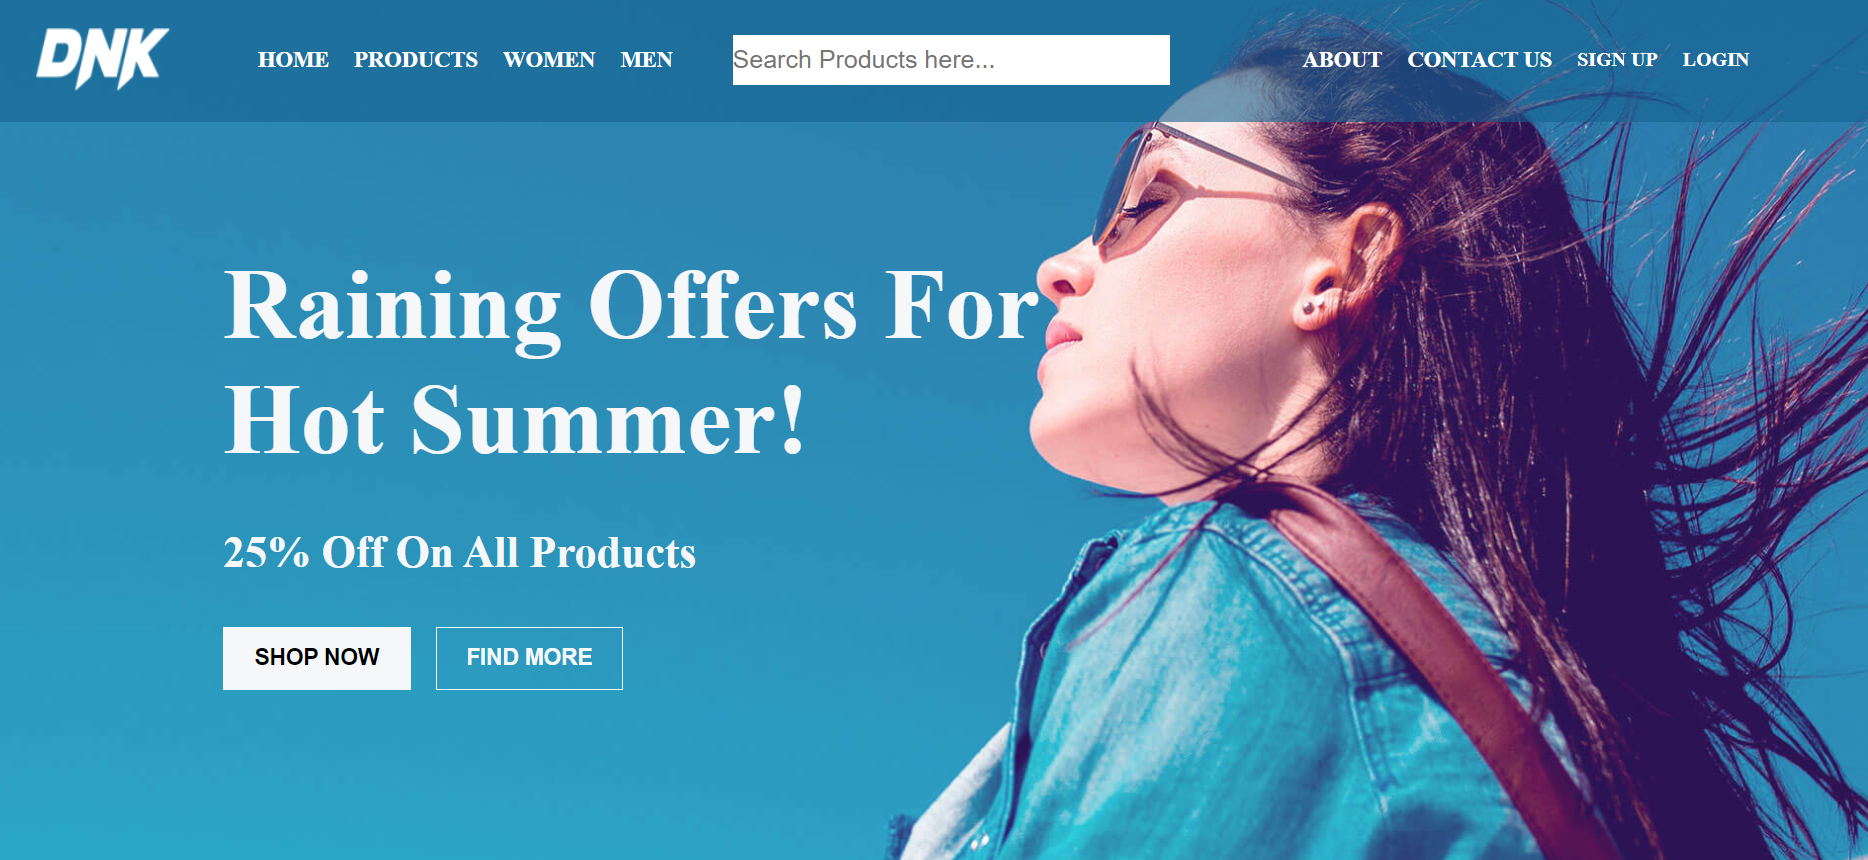 DNK
HOME PRODUCTS WOMEN MEN Search Products here... ABOUT CONTACT US SIGN UP LOGIN
Raining Offers For
Hot Summer!
25% Off On All Products
SHOP NOW FIND MORE